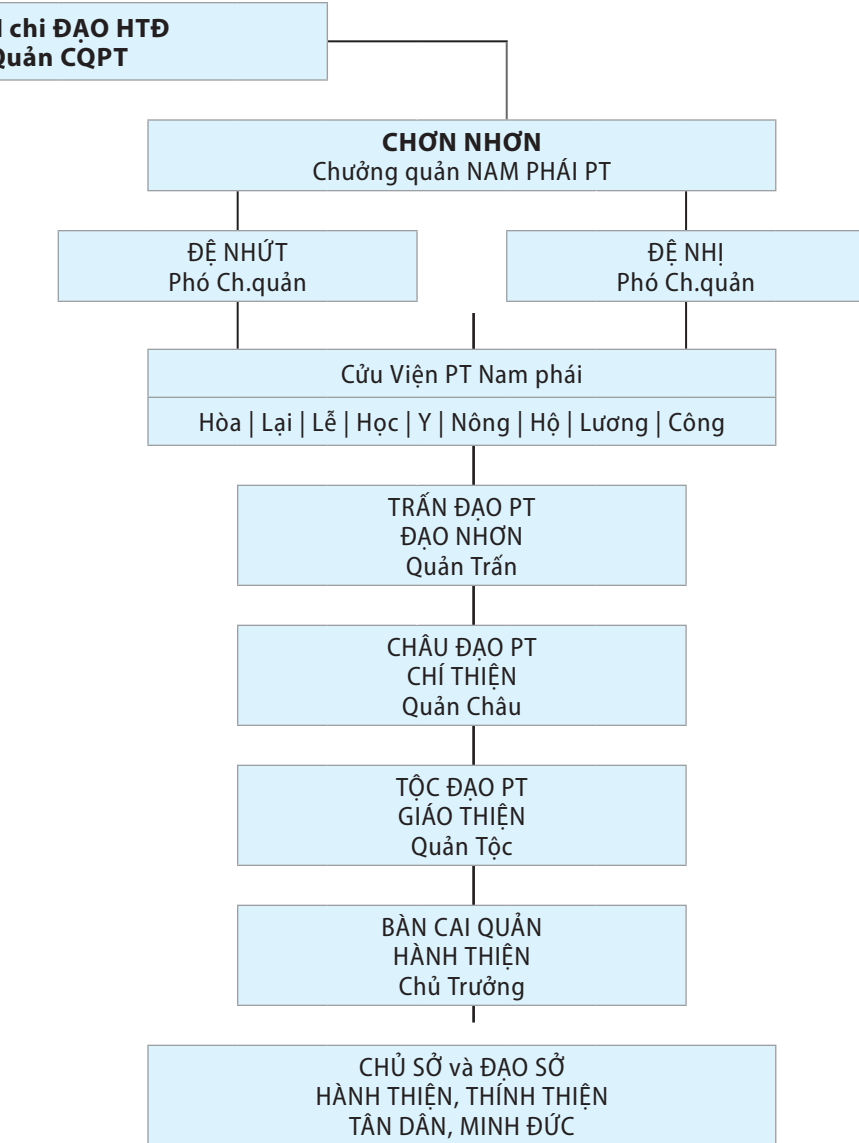 chi ĐẠO HTĐ
Quản CQPT
CHƠN NHƠN
Chưởng quản NAM PHÁI PT
ĐỆ NHỨT
Phó Ch.quản
ĐỆ NHỊ
Phó Ch.quản
Cửu Viện PT Nam phái
Hòa | Lại | Lễ | Học | Y | Nông | Hộ | Lương | Công
TRẤN ĐẠO PT
ĐẠO NHƠN
Quản Trấn
CHÂU ĐẠO PT
CHÍ THIỆN
Quản Châu
TỘC ĐẠO PT
GIÁO THIỆN
Quản Tộc
BÀN CAI QUẢN
HÀNH THIỆN
Chủ Trưởng
CHỦ SỞ và ĐẠO SỞ
HÀNH THIỆN, THÍNH THIỆN
TÂN DÂN, MINH ĐỨC